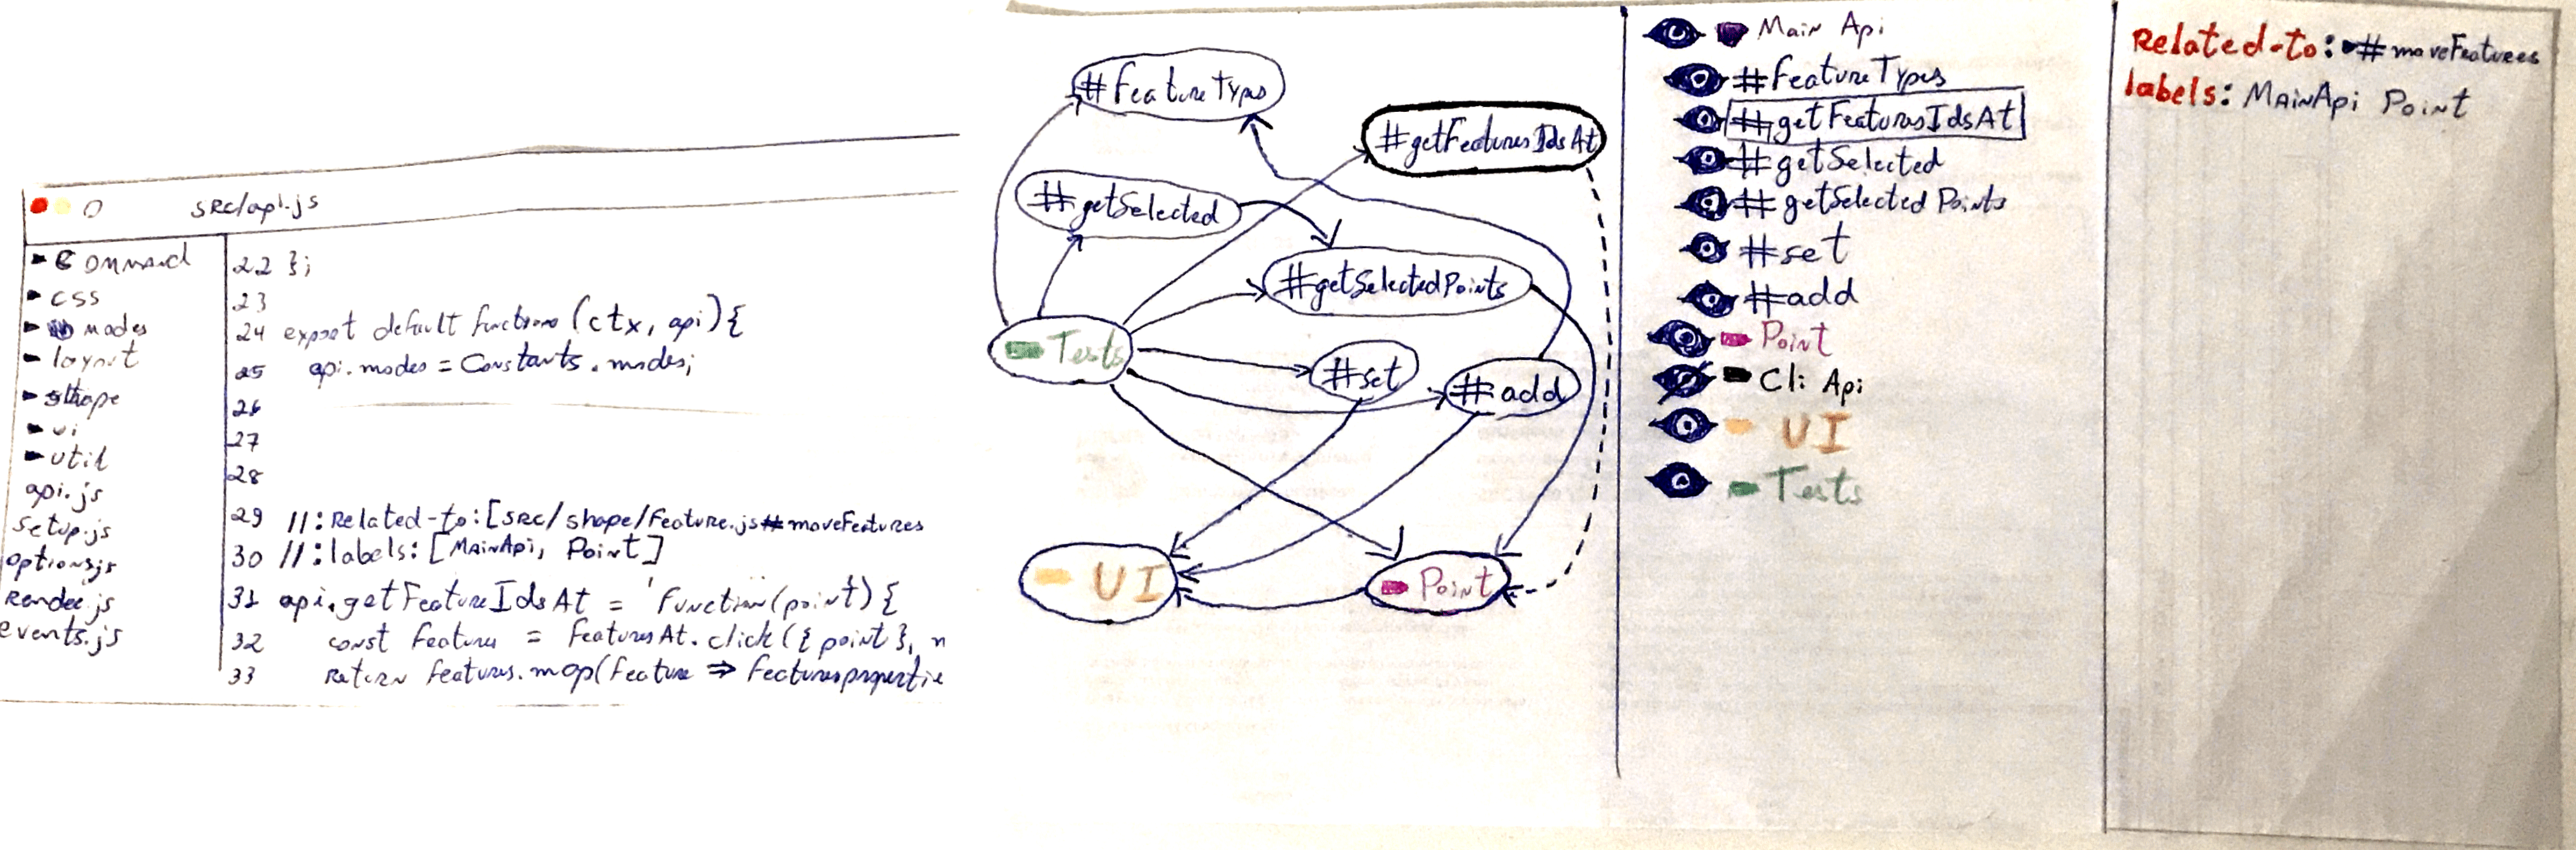 src/api.js
Command
css
modes
layout
shape
ui
util
api.js
setup.js
options.js
Render.js
events.js
22 };
23
24 export default function (ctx, api) {
25 api.modes = Constants.modes;
26
27
28
29 //:Related-to:[src/shape/Feature.js#moveFeatures
30 //:labels: [MainApi, Point]
31 api.getFeatureIdsAt = function(point) {
32 const features = featuresAt.click({ point },
33 return features.map(feature => feature.propertie
#featureTypes
#getFeaturesIdsAt
#getSelected
#getSelectedPoints
Tests
#set
#add
UI
Point
Main Api
#featureTypes
#getFeaturesIdsAt
#getSelected
#getSelectedPoints
#set
#add
Point
Cli Api
UI
Tests
Related-to: #moveFeatures
labels: MainApi Point